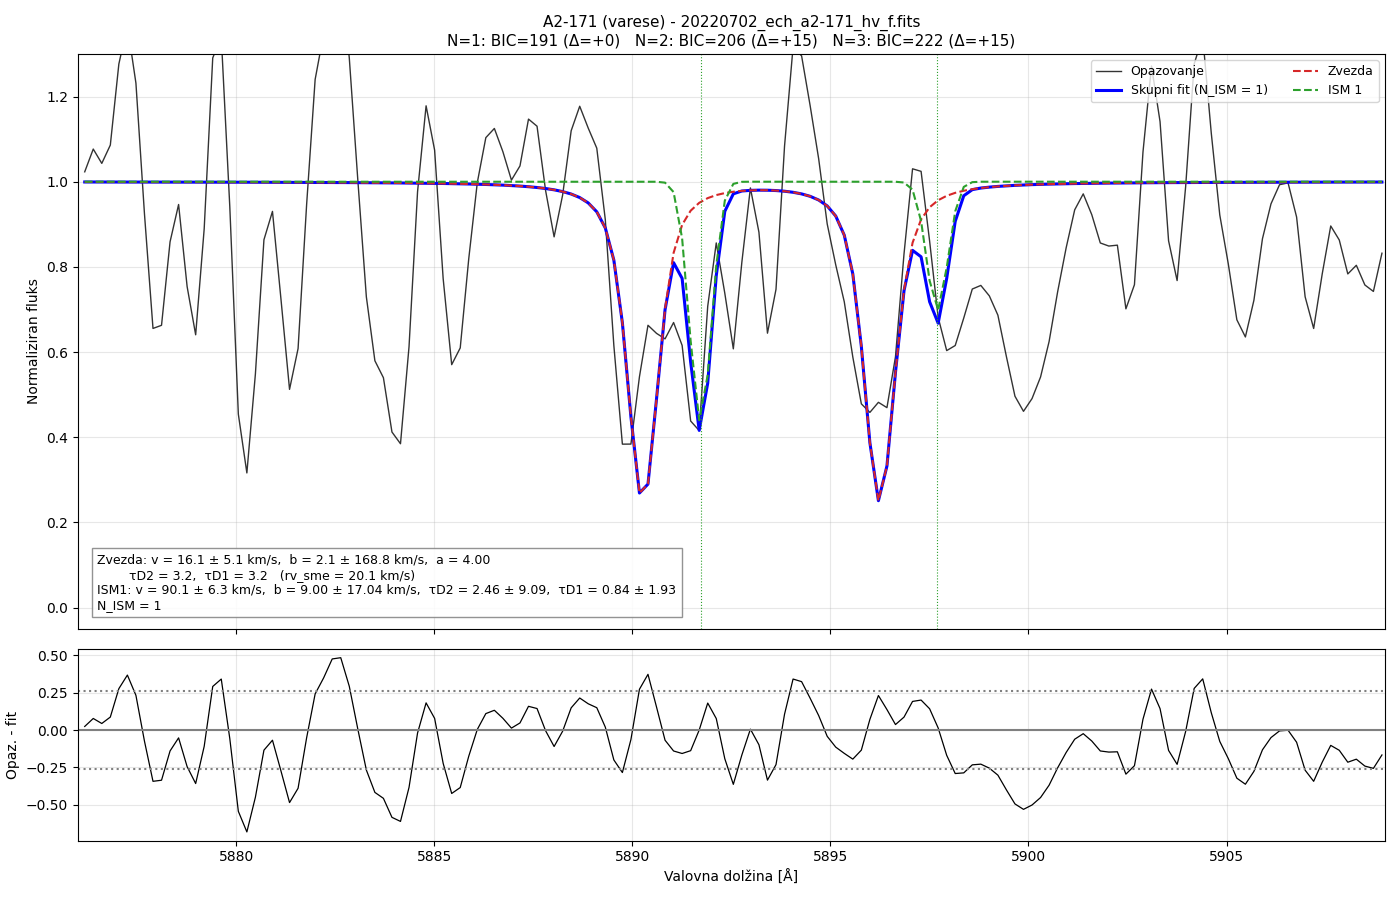 A2-171 (varese) - 20220702_ech_a2-171_hv_f.fits
N=1: BIC=191 (Δ=+0)   N=2: BIC=206 (Δ=+15)   N=3: BIC=222 (Δ=+15)
Opazovanje
Skupni fit (N_ISM = 1)
Zvezda
ISM 1
Normaliziran fluks
1.2
1.0
0.8
0.6
0.4
0.2
0.0
Zvezda: v = 16.1 ± 5.1 km/s,  b = 2.1 ± 168.8 km/s,  a = 4.00
τD2 = 3.2,  τD1 = 3.2   (rv_sme = 20.1 km/s)
ISM1: v = 90.1 ± 6.3 km/s,  b = 9.00 ± 17.04 km/s,  τD2 = 2.46 ± 9.09,  τD1 = 0.84 ± 1.93
N_ISM = 1
Opaz. - fit
0.50
0.25
0.00
−0.25
−0.50
5880
5885
5890
5895
5900
5905
Valovna dolžina [Å]